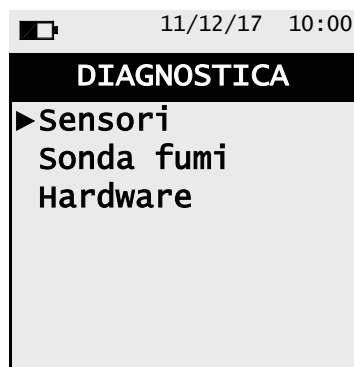 11/12/17 10:00
DIAGNOSTICA
Sensori
Sonda fumi
Hardware